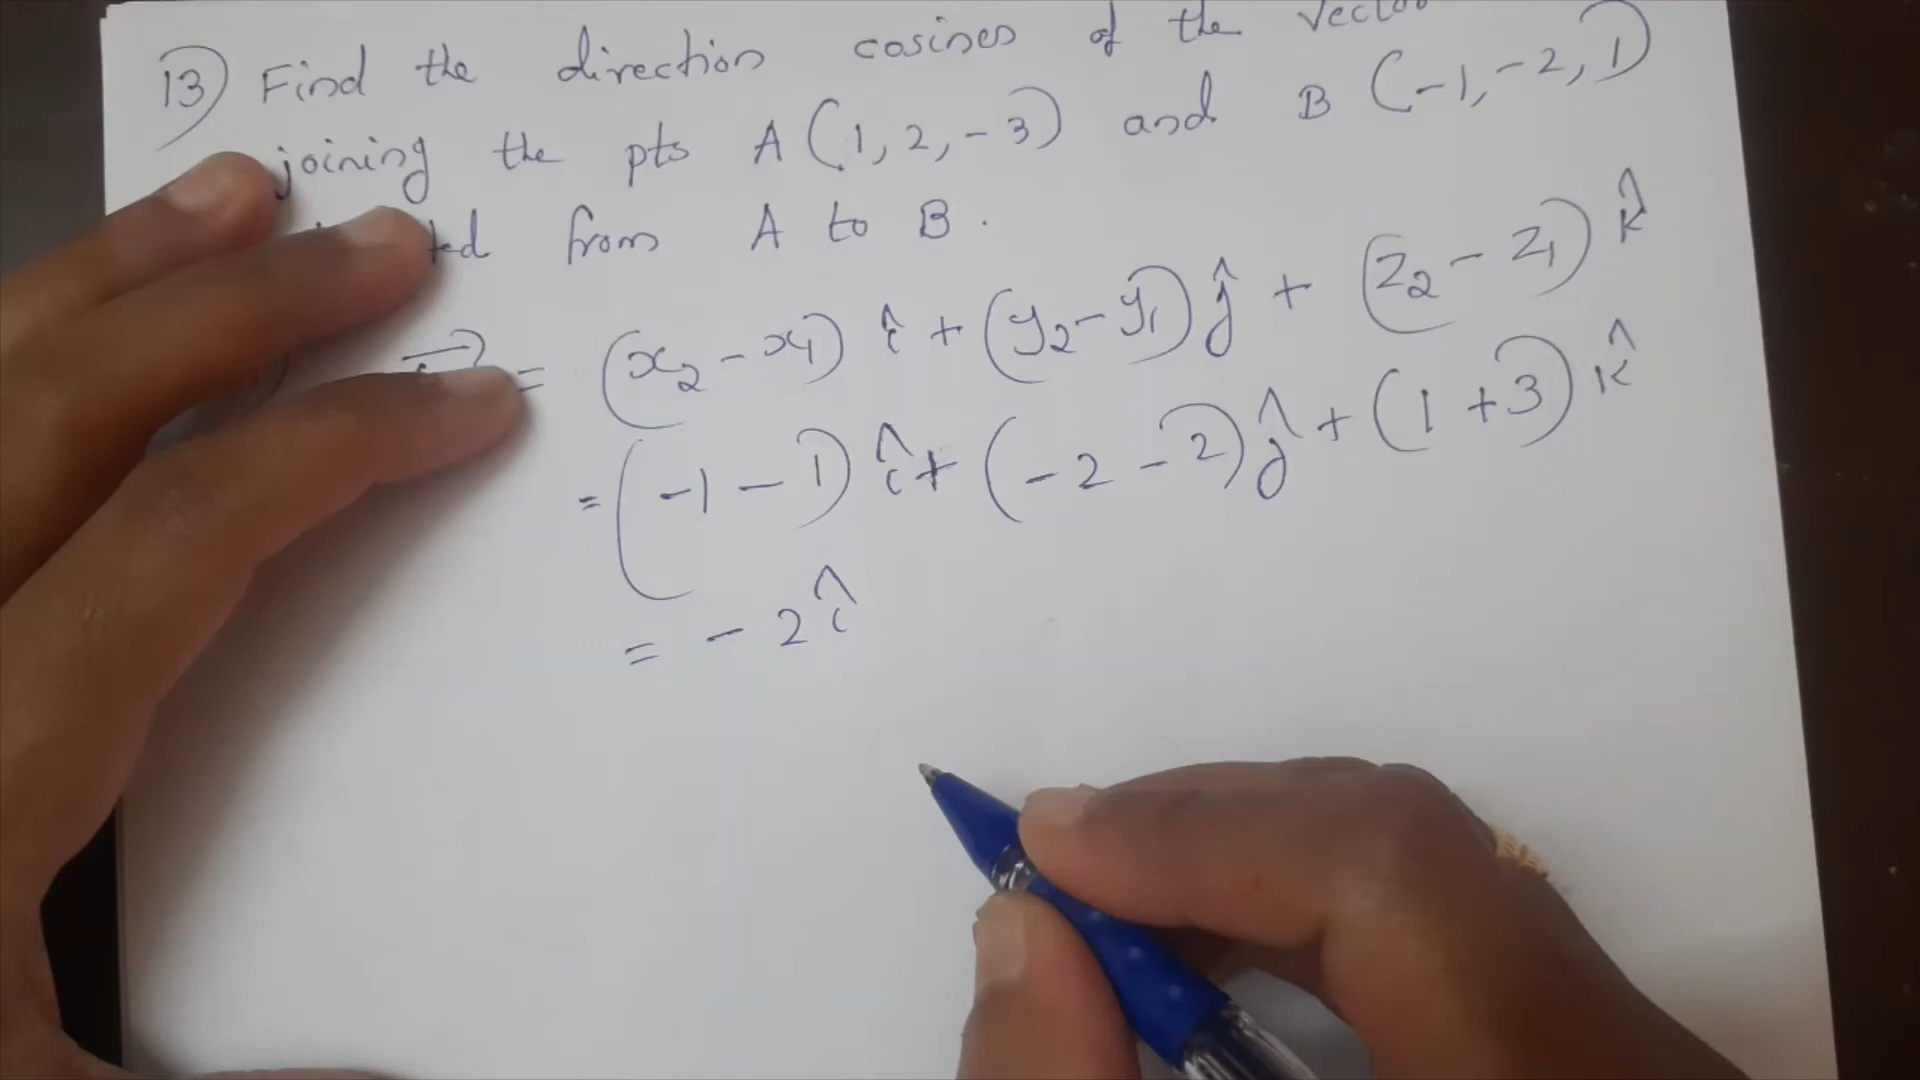 13) Find the direction cosines of the vector
joining the pts A (1, 2, -3) and B (-1, -2, 1)
from A to B.
= (x₂ - x₁) î + (y₂ - y₁) ĵ + (z₂ - z₁) k̂
= (-1 - 1) î + (-2 - 2) ĵ + (1 + 3) k̂
= - 2 î